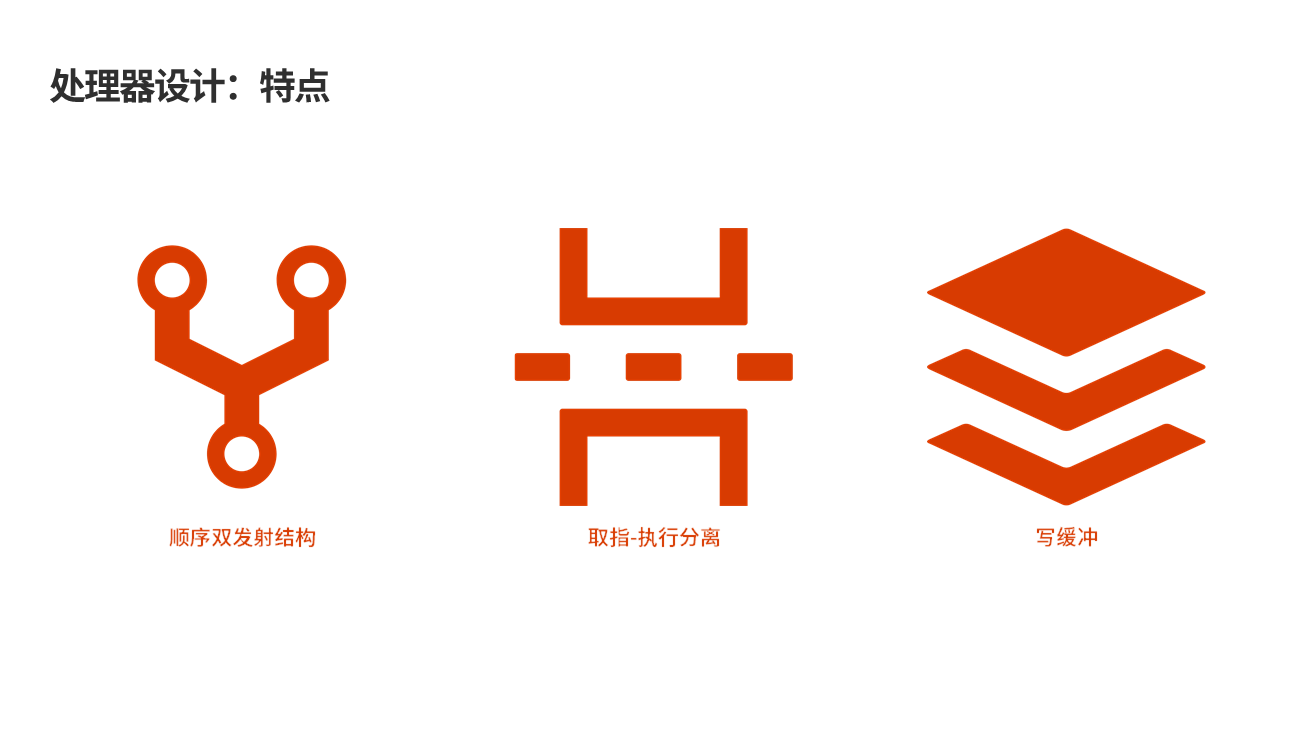 处理器设计：特点
顺序双发射结构
取指-执行分离
写缓冲